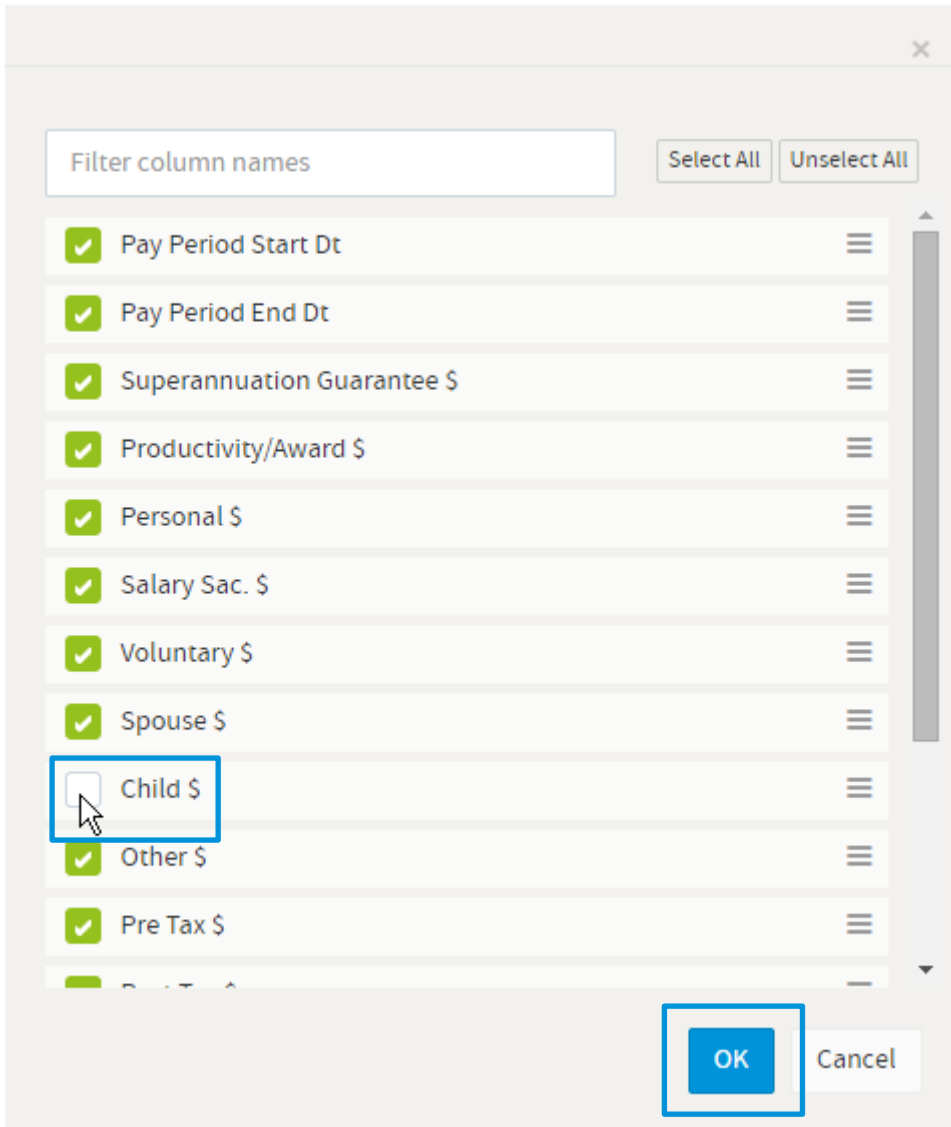 Filter column names
Select All
Unselect All
Pay Period Start Dt
Pay Period End Dt
Superannuation Guarantee $
Productivity/Award $
Personal $
Salary Sac. $
Voluntary $
Spouse $
Child $
Other $
Pre Tax $
OK
Cancel